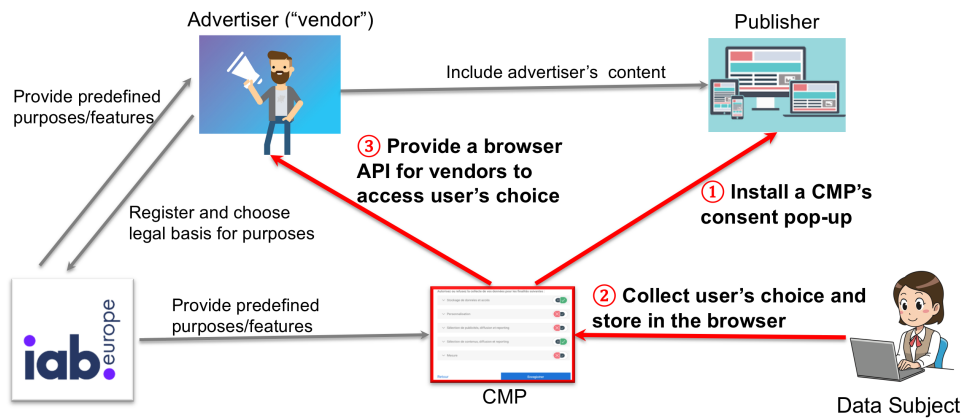 Advertiser (“vendor”)
Publisher
Include advertiser’s content
Provide predefined
purposes/features
③ Provide a browser
API for vendors to
access user’s choice
① Install a CMP’s
consent pop-up
Register and choose
legal basis for purposes
iab.
europe
Provide predefined
purposes/features
② Collect user’s choice and
store in the browser
CMP
Data Subject